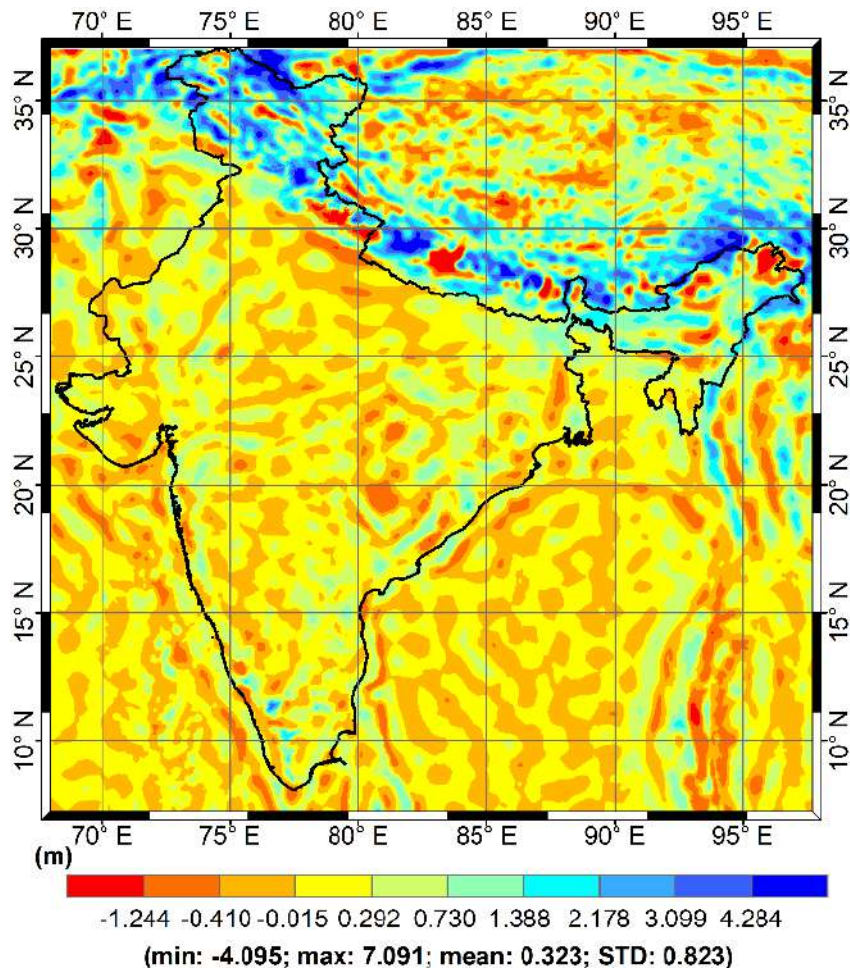 70° E 75° E 80° E 85° E 90° E 95° E
35° N 35° N
30° N 30° N
25° N 25° N
20° N 20° N
15° N 15° N
10° N 10° N
70° E 75° E 80° E 85° E 90° E 95° E
(m)
-1.244 -0.410 -0.015 0.292 0.730 1.388 2.178 3.099 4.284
(min: -4.095; max: 7.091; mean: 0.323; STD: 0.823)